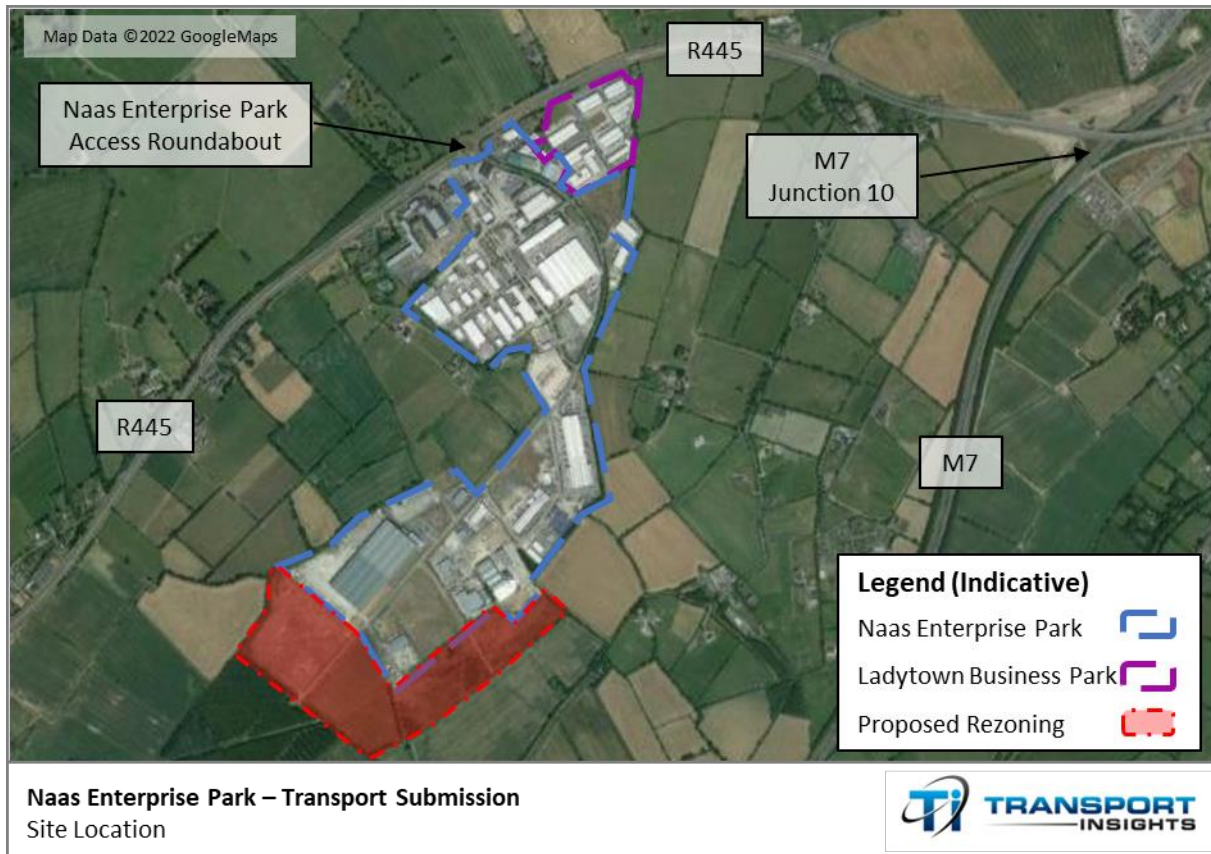 Map Data ©2022 GoogleMaps
R445
Naas Enterprise Park
Access Roundabout
M7
Junction 10
R445
M7
Legend (Indicative)
Naas Enterprise Park
Ladytown Business Park
Proposed Rezoning
Naas Enterprise Park – Transport Submission
Site Location
Ti TRANSPORT
INSIGHTS